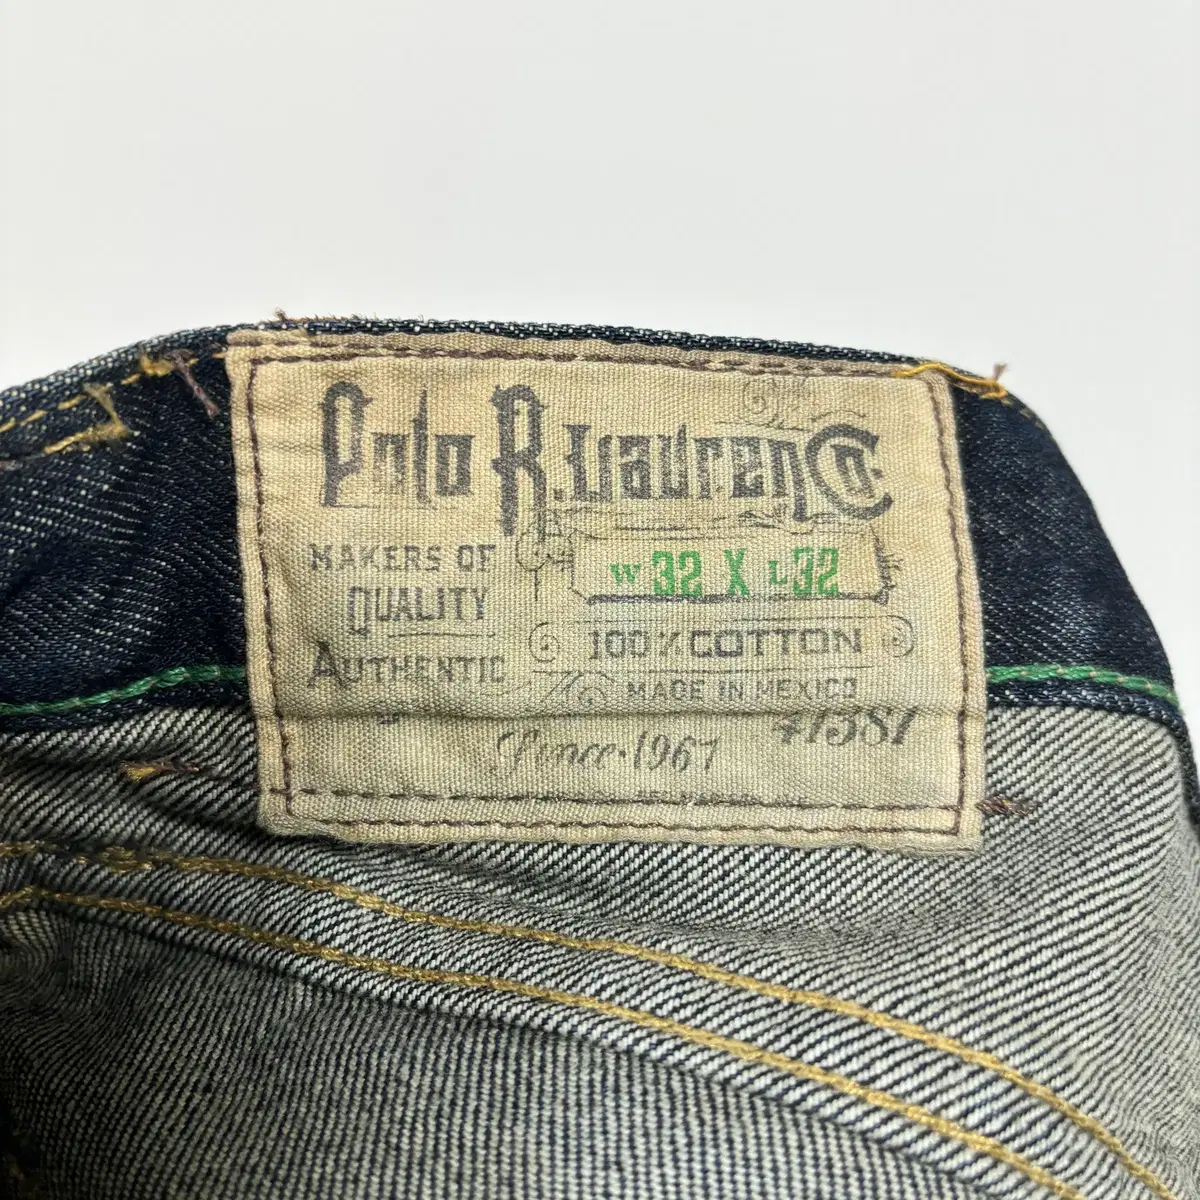 Polo R. Lauren Co.
MAKERS OF
QUALITY
AUTHENTIC
W 32 X L 32
100% COTTON
MADE IN MEXICO
Since 1967